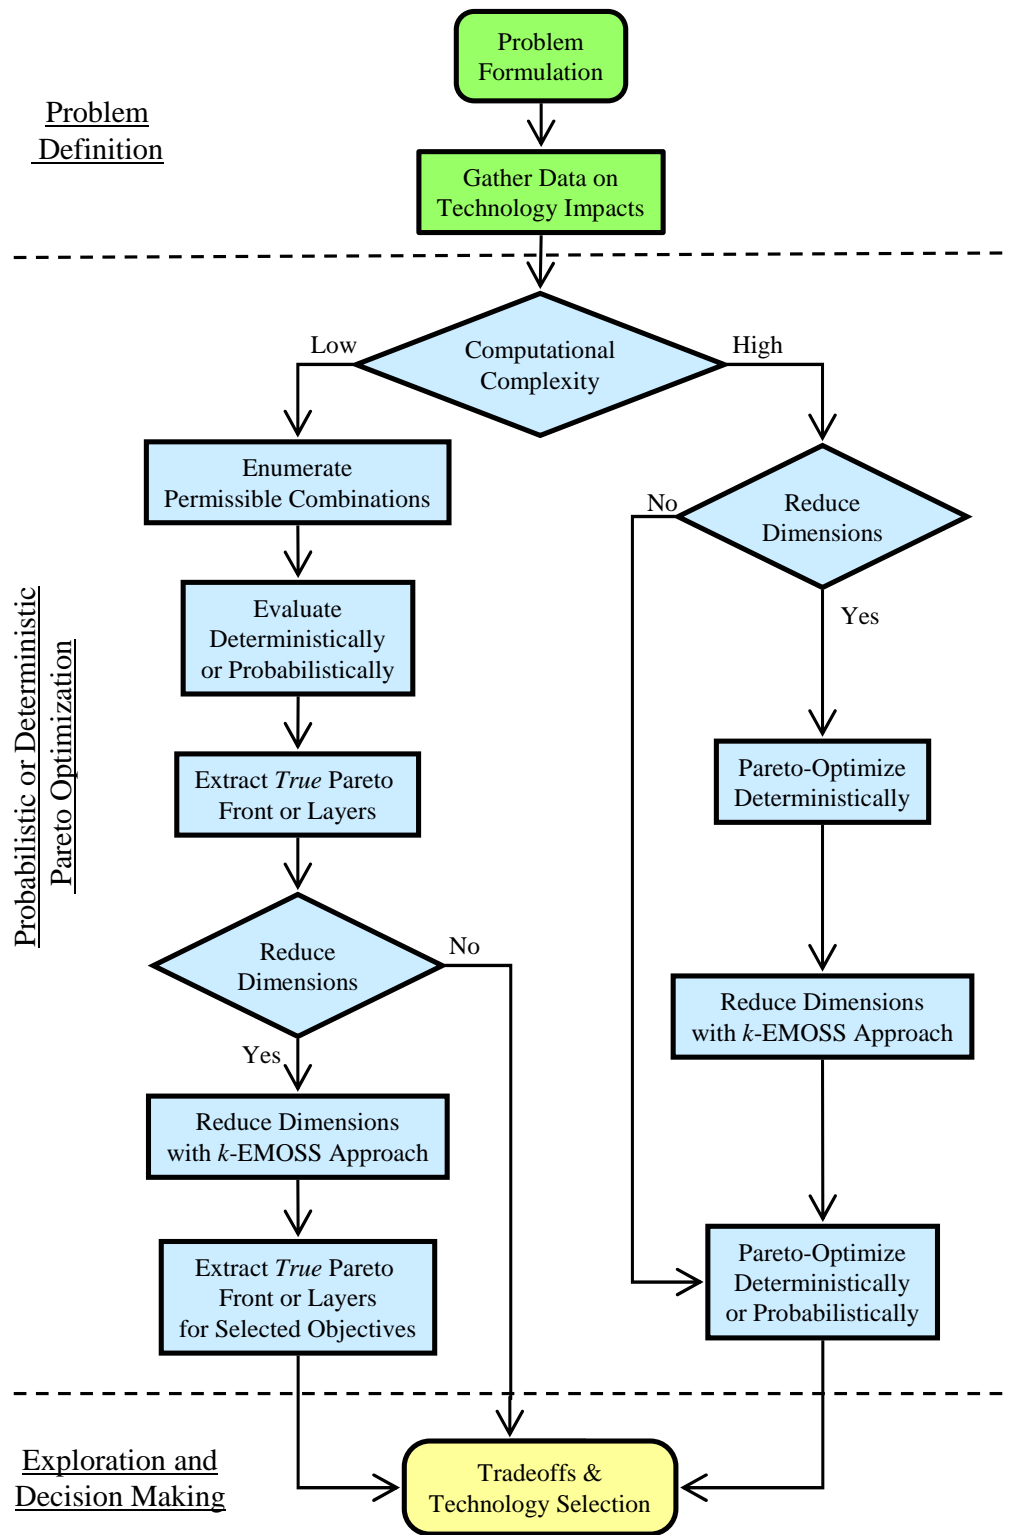 Problem
Formulation
Problem
Definition
Gather Data on
Technology Impacts
Low
Computational
Complexity
High
Enumerate
Permissible Combinations
No
Reduce
Dimensions
Evaluate
Deterministically
or Probabilistically
Yes
Probabilistic or Deterministic
Pareto Optimization
Extract True Pareto
Front or Layers
Pareto-Optimize
Deterministically
Reduce
Dimensions
No
Reduce Dimensions
with k-EMOSS Approach
Yes
Reduce Dimensions
with k-EMOSS Approach
Extract True Pareto
Front or Layers
for Selected Objectives
Pareto-Optimize
Deterministically
or Probabilistically
Exploration and
Decision Making
Tradeoffs &
Technology Selection